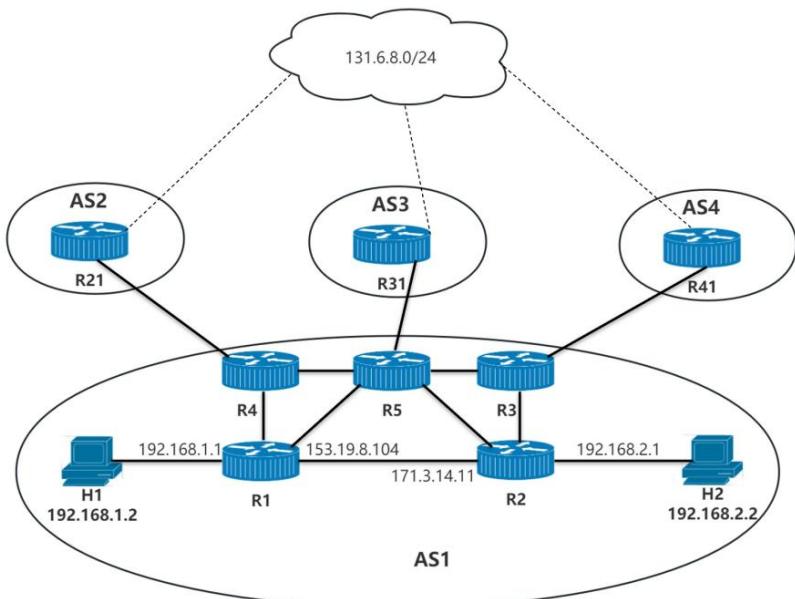 131.6.8.0/24
AS2
AS3
AS4
R21
R31
R41
R4
R5
R3
192.168.1.1
153.19.8.104
192.168.2.1
171.3.14.11
H1
R1
R2
H2
192.168.1.2
192.168.2.2
AS1